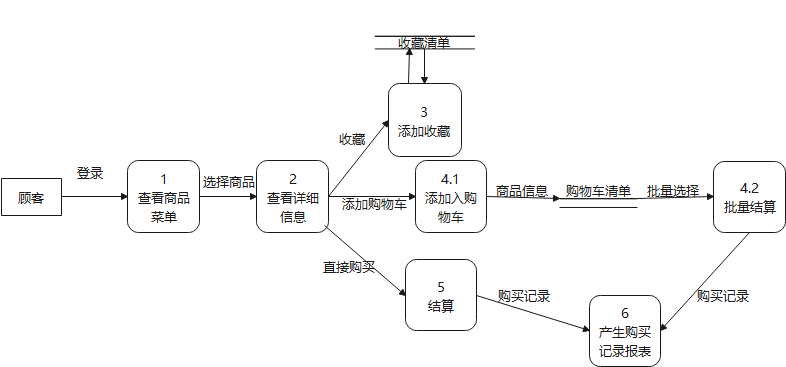 收藏清单
3
添加收藏
收藏
登录
顾客
1
查看商品
菜单
选择商品
2
查看详细
信息
添加购物车
4.1
添加入购
物车
商品信息
购物车清单
批量选择
4.2
批量结算
直接购买
5
结算
购买记录
购买记录
6
产生购买
记录报表